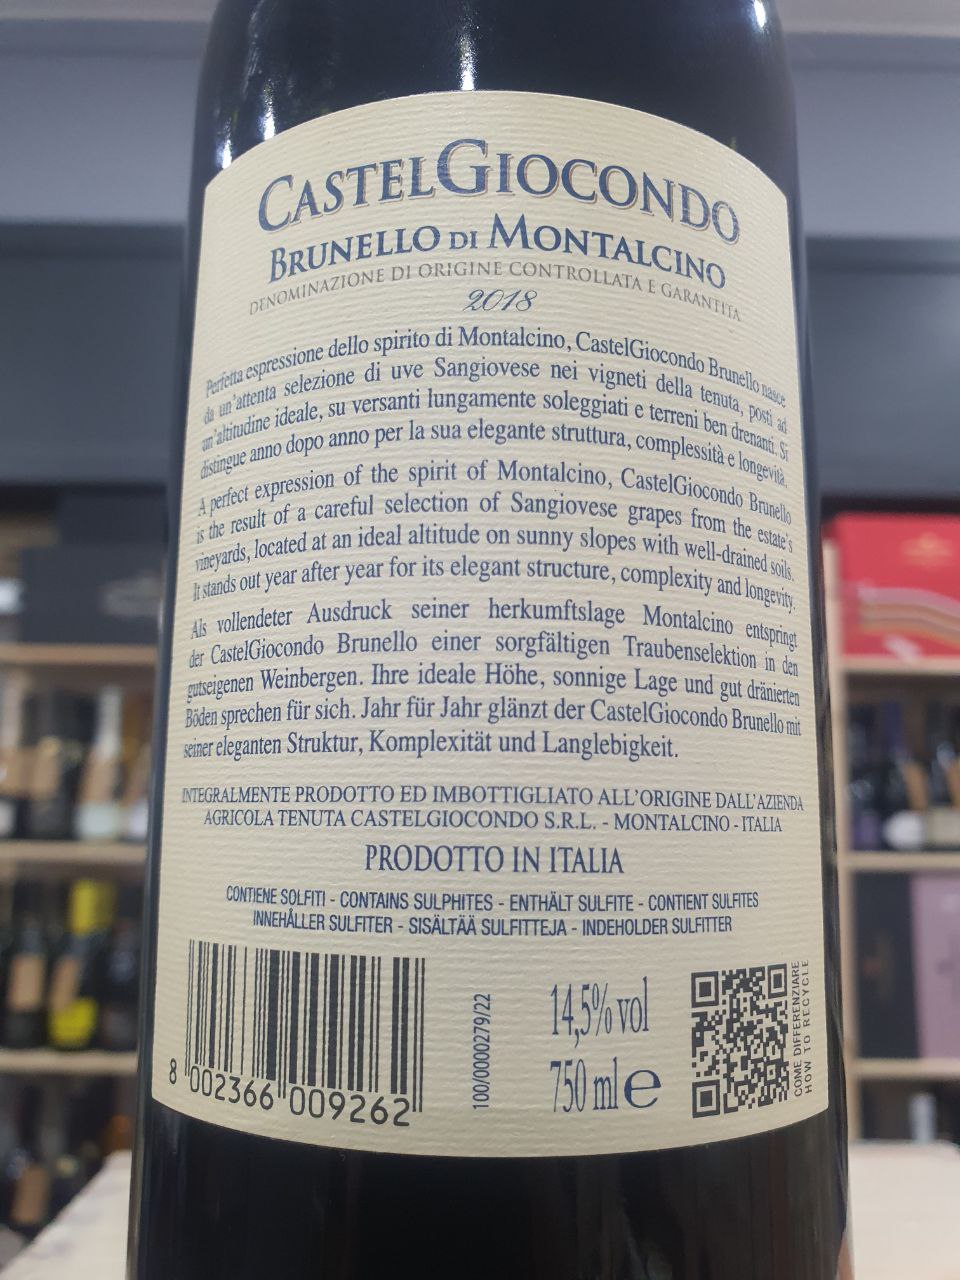 CASTELGIOCONDO
BRUNELLO DI MONTALCINO
DENOMINAZIONE DI ORIGINE CONTROLLATA E GARANTITA
2018
Perfetta espressione dello spirito di Montalcino, CastelGiocondo Brunello nasce
da un'attenta selezione di uve Sangiovese nei vigneti della tenuta, posti ad
un'altitudine ideale, su versanti lungamente soleggiati e terreni ben drenanti. Si
distingue anno dopo anno per la sua elegante struttura, complessità e longevità.
A perfect expression of the spirit of Montalcino, CastelGiocondo Brunello
is the result of a careful selection of Sangiovese grapes from the estate's
vineyards, located at an ideal altitude on sunny slopes with well-drained soils.
It stands out year after year for its elegant structure, complexity and longevity.
Als vollendeter Ausdruck seiner herkumftslage Montalcino entspringt
der CastelGiocondo Brunello einer sorgfältigen Traubenselektion in den
gutseigenen Weinbergen. Ihre ideale Höhe, sonnige Lage und gut dränierten
Böden sprechen für sich. Jahr für Jahr glänzt der CastelGiocondo Brunello mit
seiner eleganten Struktur, Komplexität und Langlebigkeit.
INTEGRALMENTE PRODOTTO ED IMBOTTIGLIATO ALL'ORIGINE DALL'AZIENDA
AGRICOLA TENUTA CASTELGIOCONDO S.R.L. - MONTALCINO - ITALIA
PRODOTTO IN ITALIA
CONTIENE SOLFITI - CONTAINS SULPHITES - ENTHÄLT SULFITE - CONTIENT SULFITES
INNEHÅLLER SULFITER - SISÄLTÄÄ SULFITTEJA - INDEHOLDER SULFITTER
8 002366 009262
100/0000279/22
14,5% vol
750 ml e
COME DIFFERENZIARE
HOW TO RECYCLE